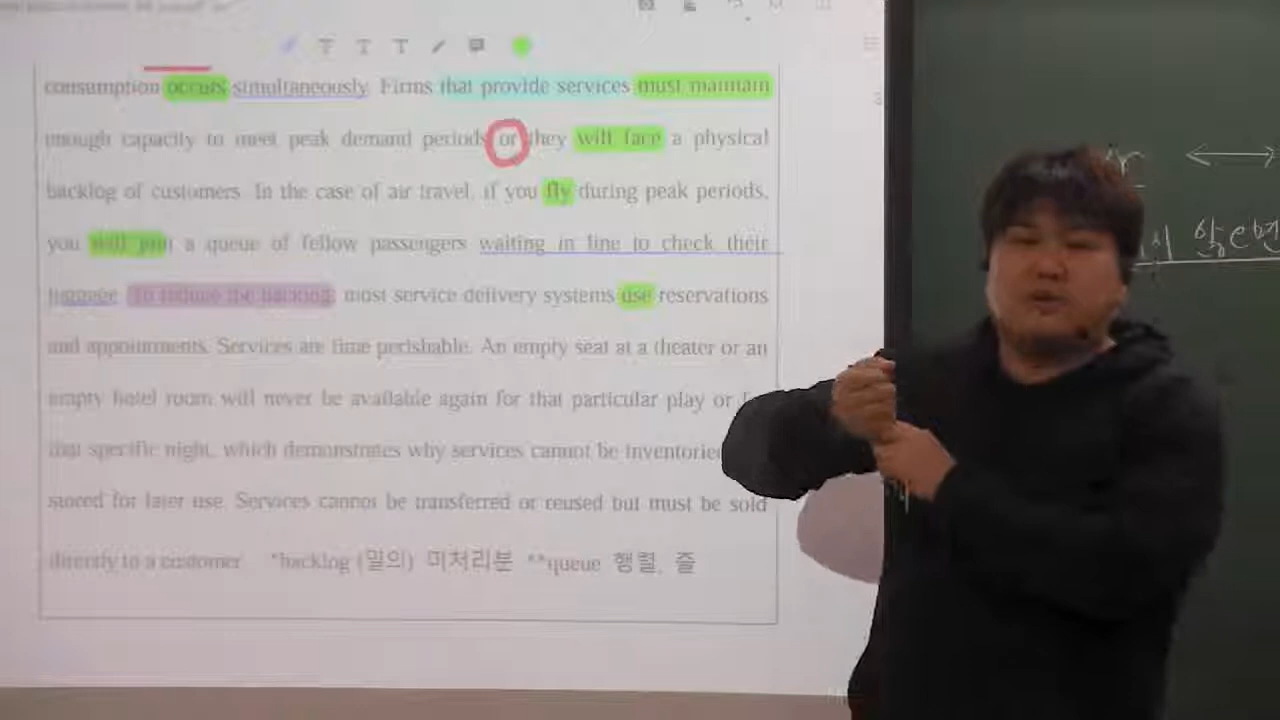 consumption occurs simultaneously. Firms that provide services must maintain
enough capacity to meet peak demand periods or they will face a physical
backlog of customers. In the case of air travel, if you fly during peak periods,
you will join a queue of fellow passengers waiting in line to check their
luggage. To reduce the backing, most service delivery systems use reservations
and appointments. Services are time perishable. An empty seat at a theater or an
empty hotel room will never be available again for that particular play or
that specific night, which demonstrates why services cannot be inventoried
stored for later use. Services cannot be transferred or reused but must be sold
directly to a customer. *backlog (일의) 미처리분 **queue 행렬, 줄